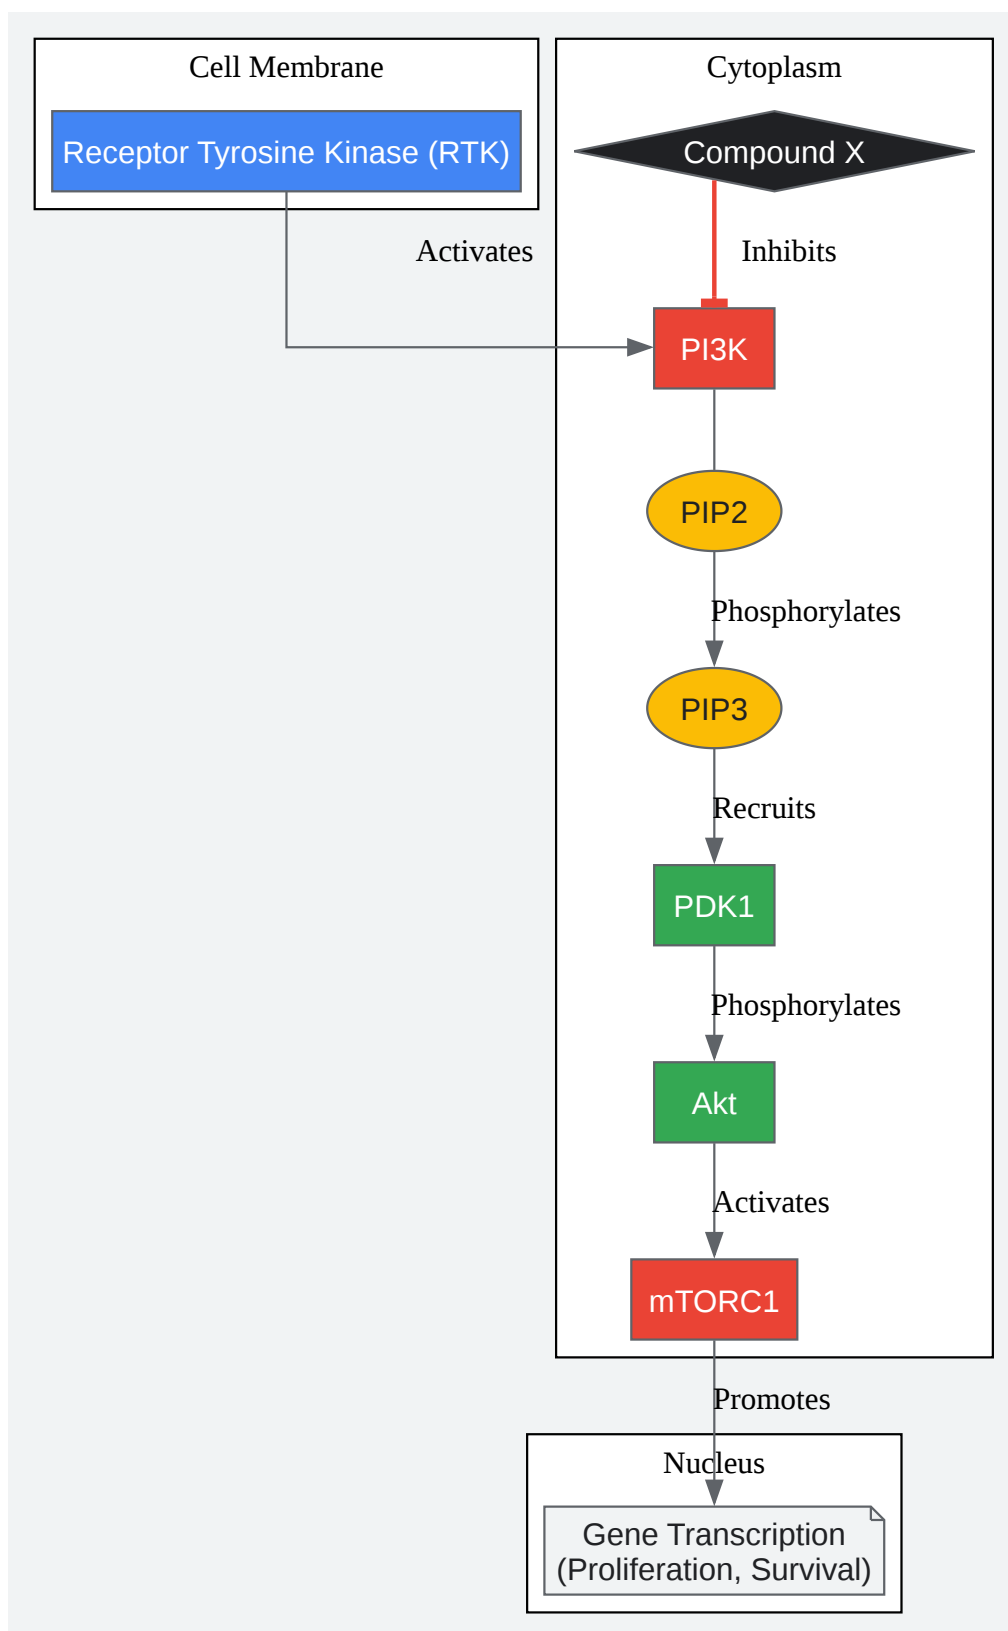 Cell Membrane
Receptor Tyrosine Kinase (RTK)
Cytoplasm
Compound X
Activates
Inhibits
PI3K
PIP2
Phosphorylates
PIP3
Recruits
PDK1
Phosphorylates
Akt
Activates
mTORC1
Promotes
Nucleus
Gene Transcription
(Proliferation, Survival)